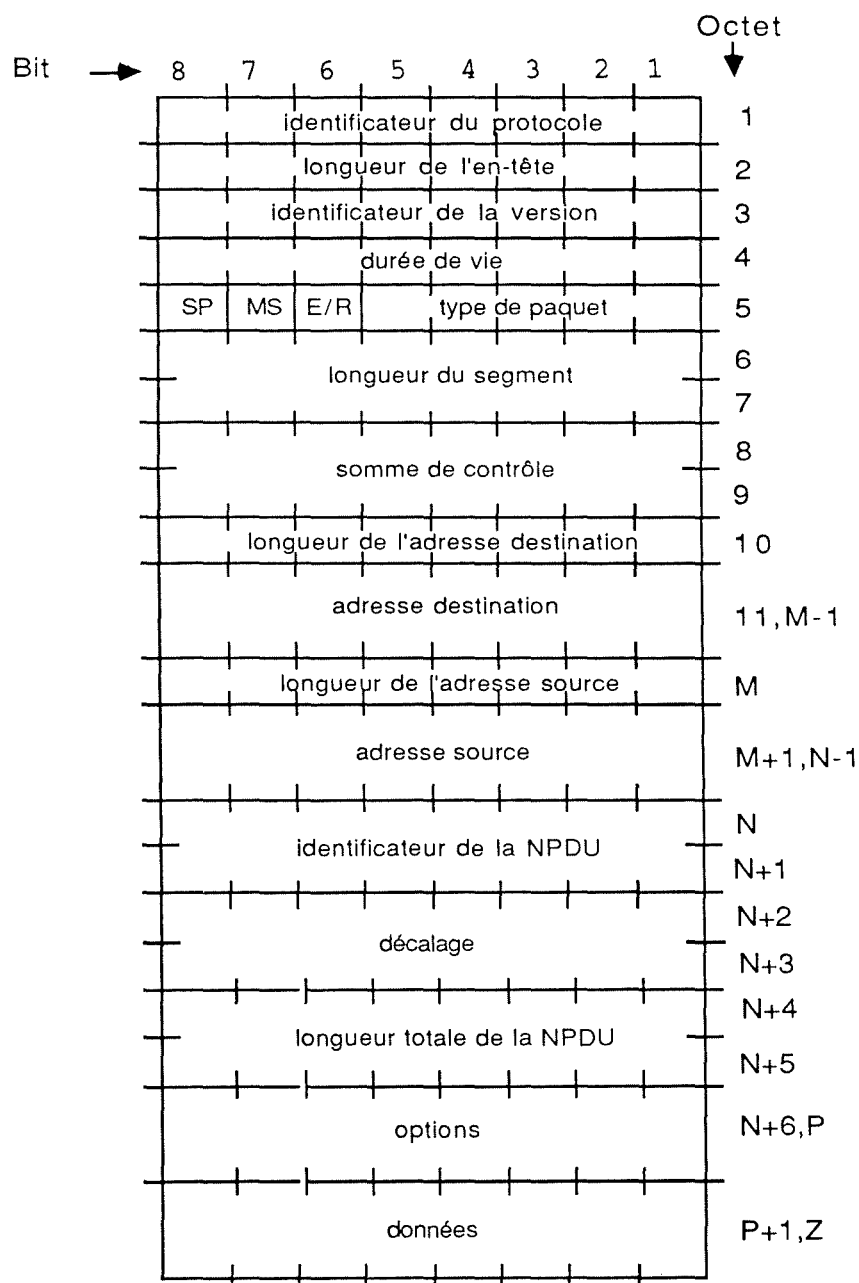 Octet
Bit 8 7 6 5 4 3 2 1
identificateur du protocole 1
longueur de l'en-tête 2
identificateur de la version 3
durée de vie 4
SP MS E/R type de paquet 5
6
longueur du segment
7
8
somme de contrôle
9
longueur de l'adresse destination 10
adresse destination 11,M-1
longueur de l'adresse source M
adresse source M+1,N-1
N
identificateur de la NPDU
N+1
N+2
décalage
N+3
N+4
longueur totale de la NPDU
N+5
options N+6,P
données P+1,Z